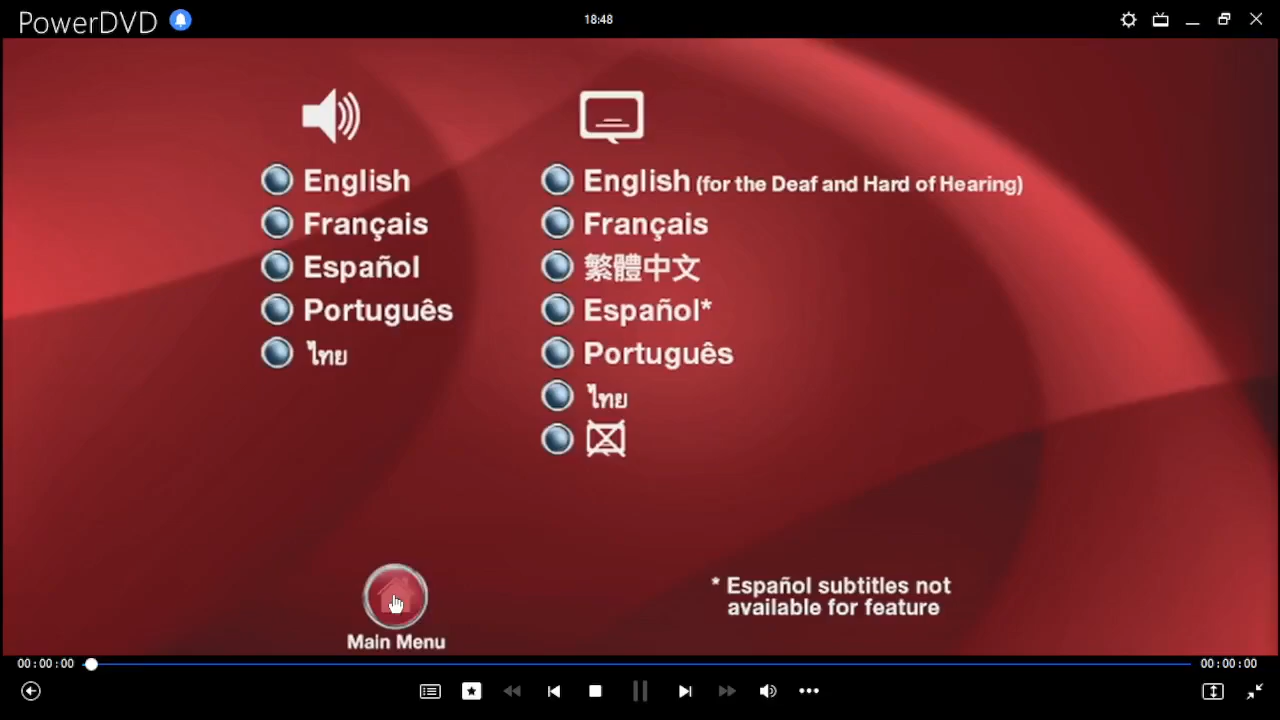 PowerDVD
18:48
English
Français
Español
Português
ไทย
English (for the Deaf and Hard of Hearing)
Français
繁體中文
Español*
Português
ไทย
Main Menu
* Español subtitles not
available for feature
00:00:00
00:00:00